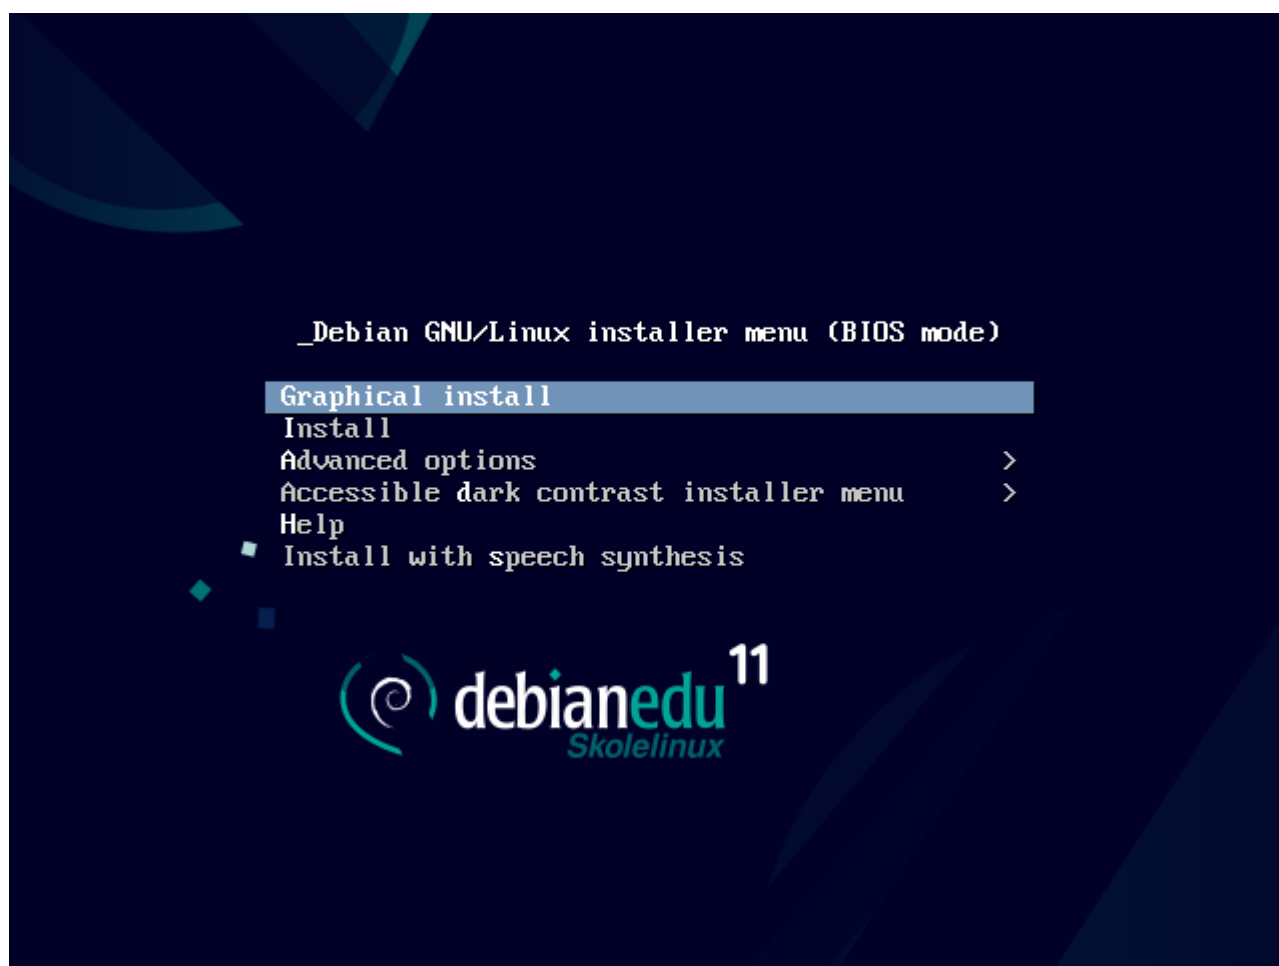 _Debian GNU/Linux installer menu (BIOS mode)
Graphical install
Install
Advanced options >
Accessible dark contrast installer menu >
Help
Install with speech synthesis
debianedu 11
Skolelinux